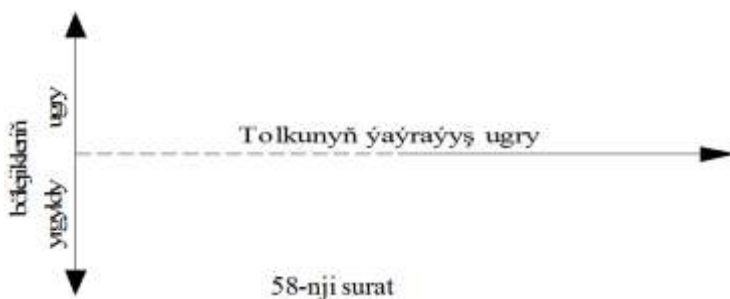 bölejikleriň
yrgyldy ugry
Tolkunyň ýaýraýyş ugry
58-nji surat